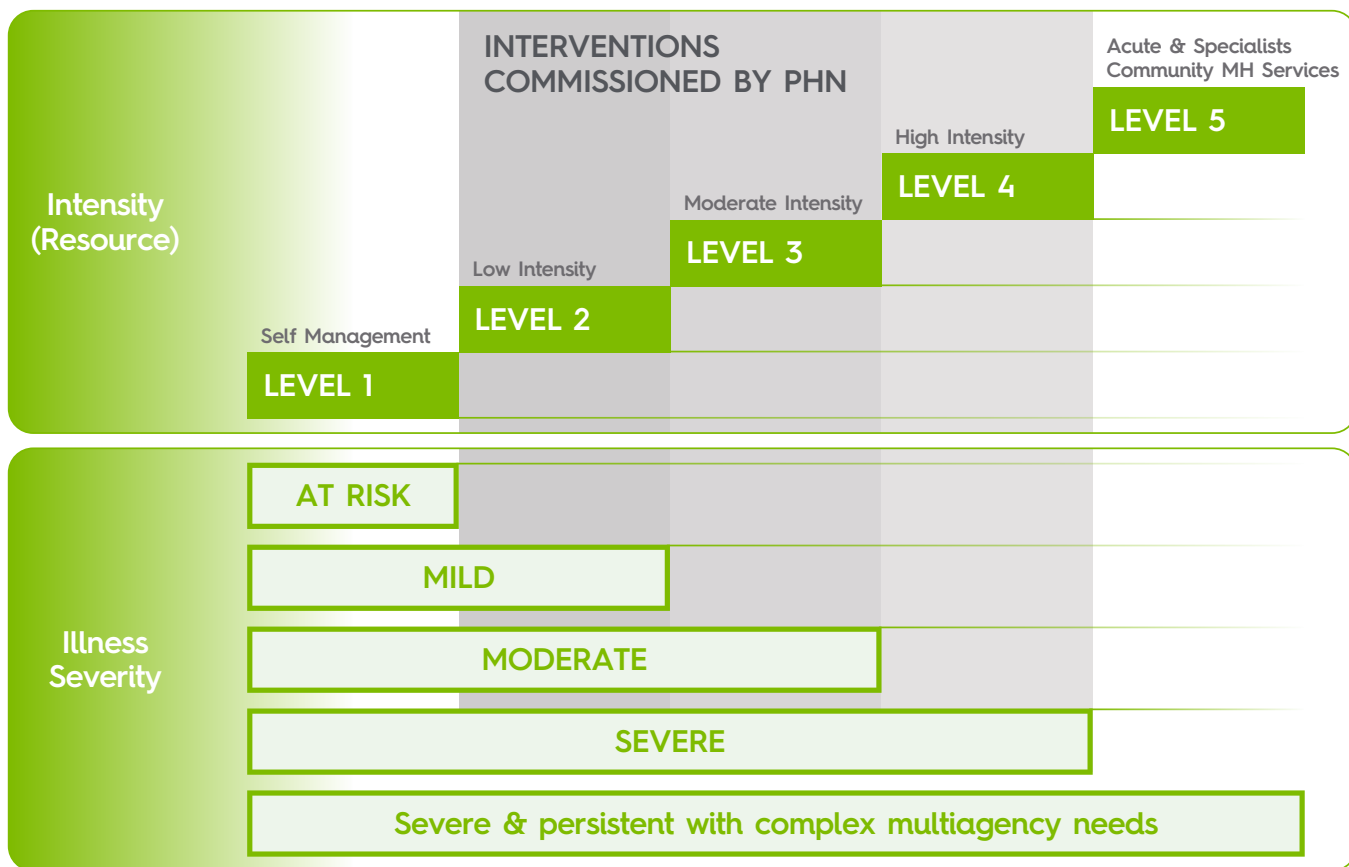 INTERVENTIONS
COMMISSIONED BY PHN
Acute & Specialists
Community MH Services
LEVEL 5
High Intensity
LEVEL 4
Intensity
(Resource)
Moderate Intensity
LEVEL 3
Low Intensity
LEVEL 2
Self Management
LEVEL 1
AT RISK
MILD
Illness
Severity
MODERATE
SEVERE
Severe & persistent with complex multiagency needs